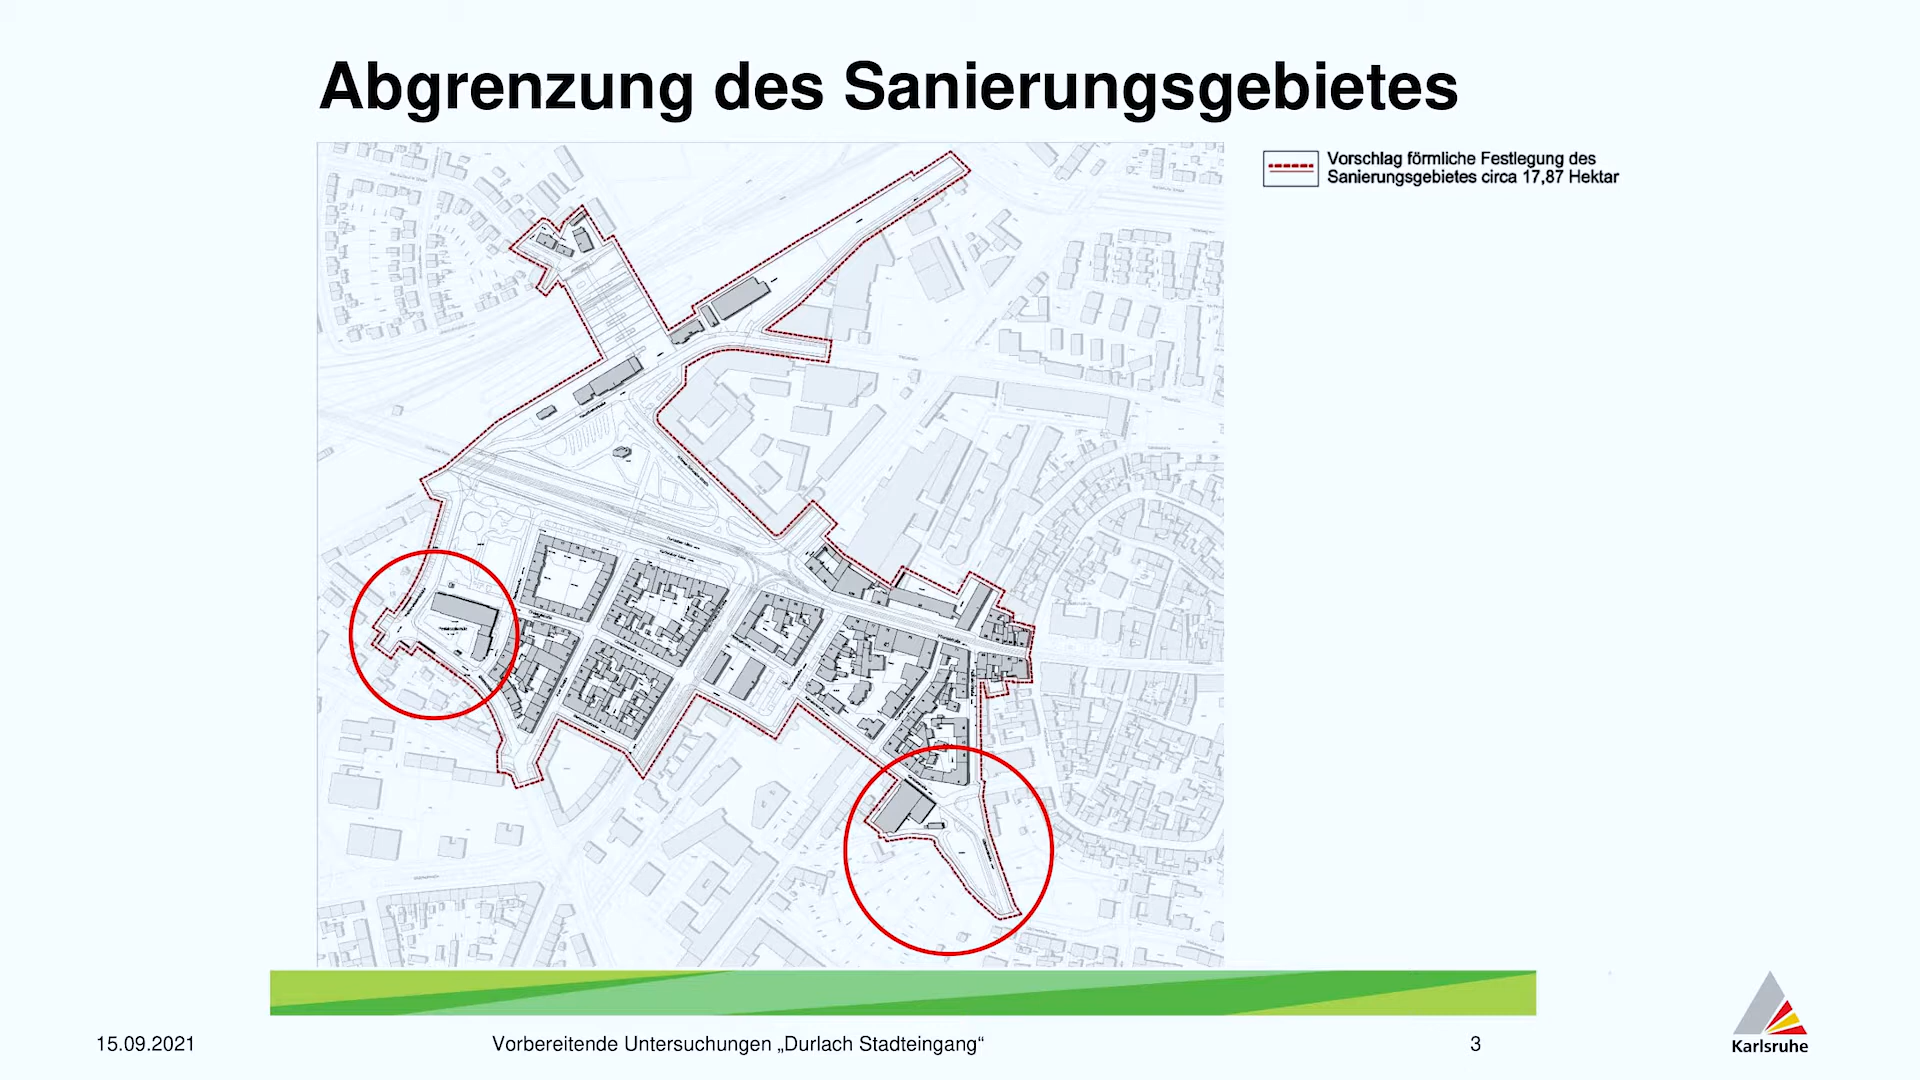 Abgrenzung des Sanierungsgebietes
Vorschlag förmliche Festlegung des
Sanierungsgebietes circa 17,87 Hektar
15.09.2021
Vorbereitende Untersuchungen „Durlach Stadteingang“
3
Karlsruhe